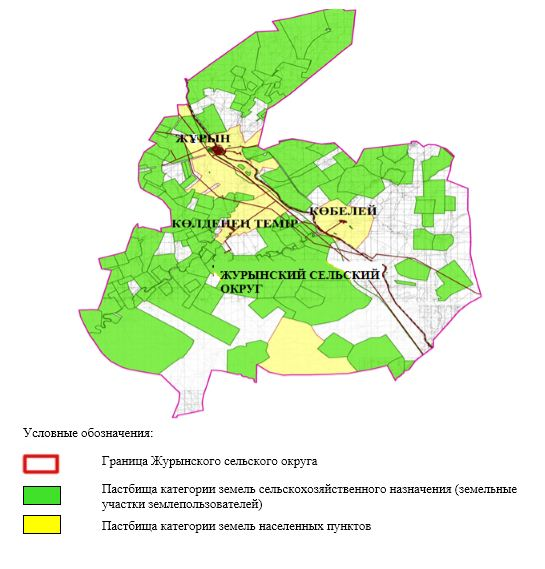 ЖҰРЫН
КӨБЕЛЕЙ
КӨЛДЕНЕҢ ТЕМІР
ЖУРЫНСКИЙ СЕЛЬСКИЙ
ОКРУГ
Условные обозначения:
Граница Журынского сельского округа
Пастбища категории земель сельскохозяйственного назначения (земельные
участки землепользователей)
Пастбища категории земель населенных пунктов